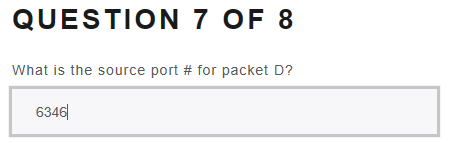 QUESTION 7 OF 8
What is the source port # for packet D?
6346